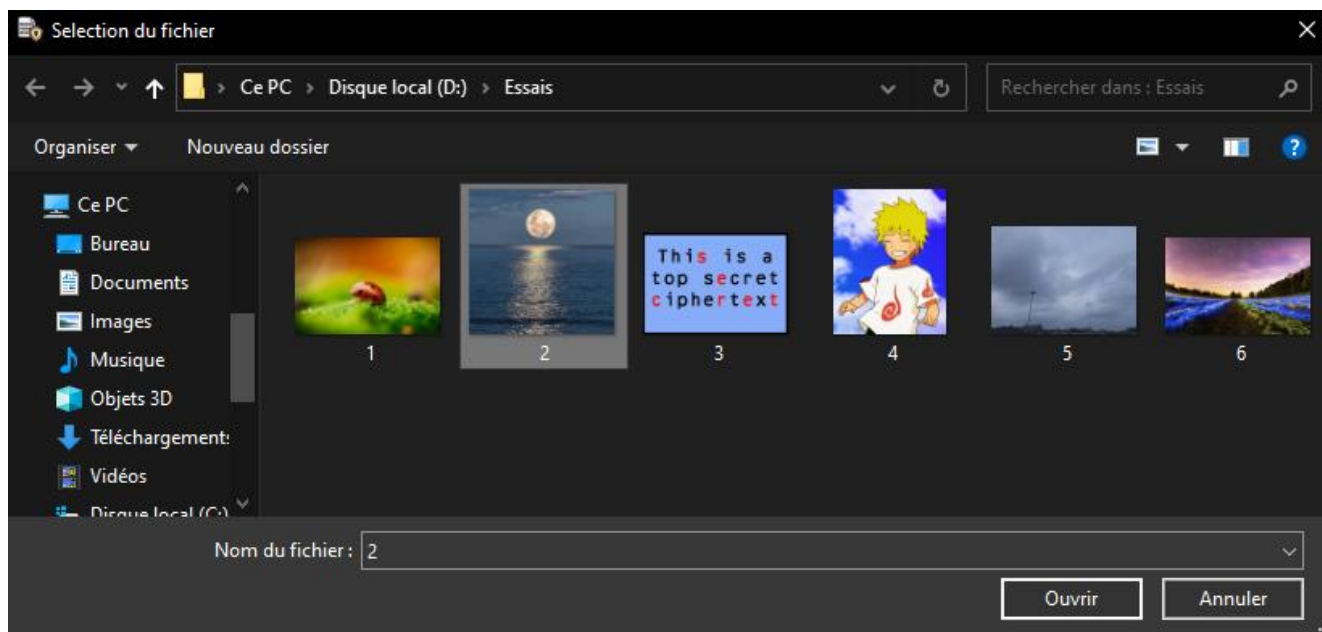 Selection du fichier
Ce PC > Disque local (D:) > Essais
Rechercher dans : Essais
Organiser
Nouveau dossier
?
Ce PC
Bureau
Documents
Images
Musique
Objets 3D
Téléchargements
Vidéos
Disque local (C:)
This is a
top secret
ciphertext
1
2
3
4
5
6
Nom du fichier : 2
Ouvrir
Annuler